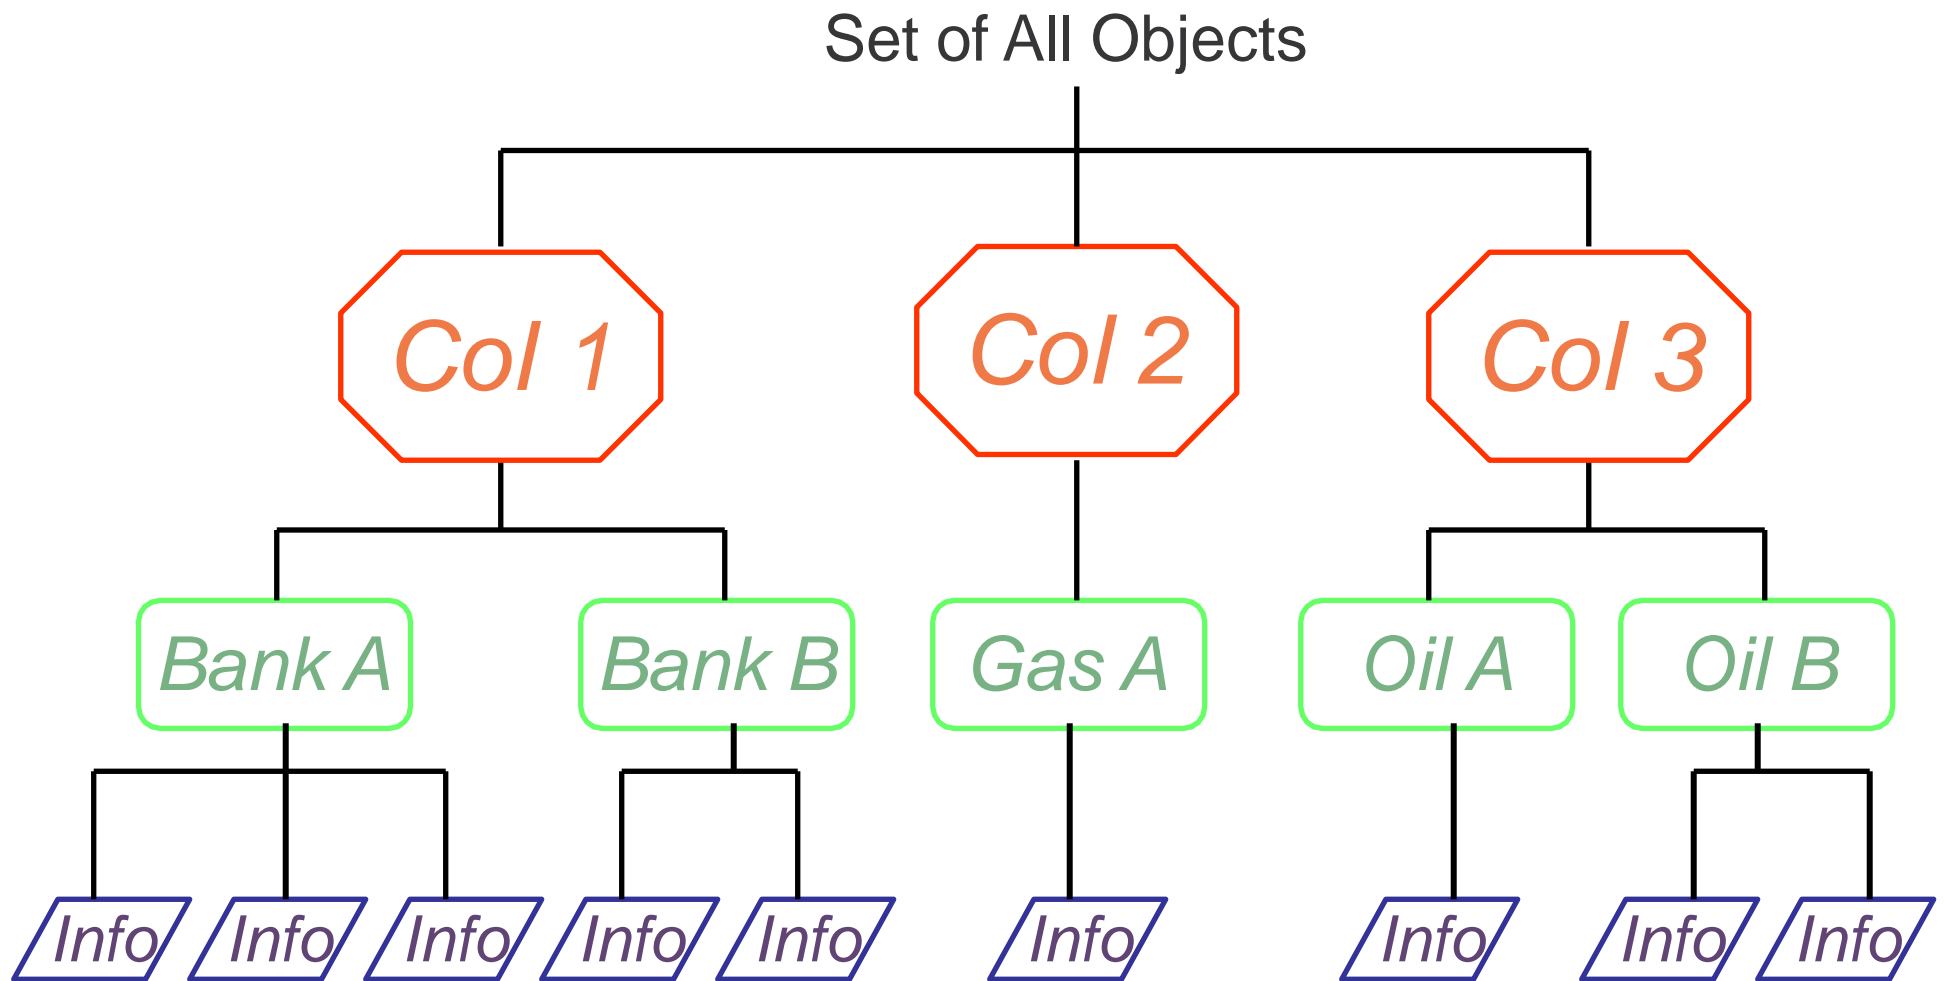 Set of All Objects
Col 1 Col 2 Col 3
Bank A Bank B Gas A Oil A Oil B
Info Info Info Info Info Info Info Info Info